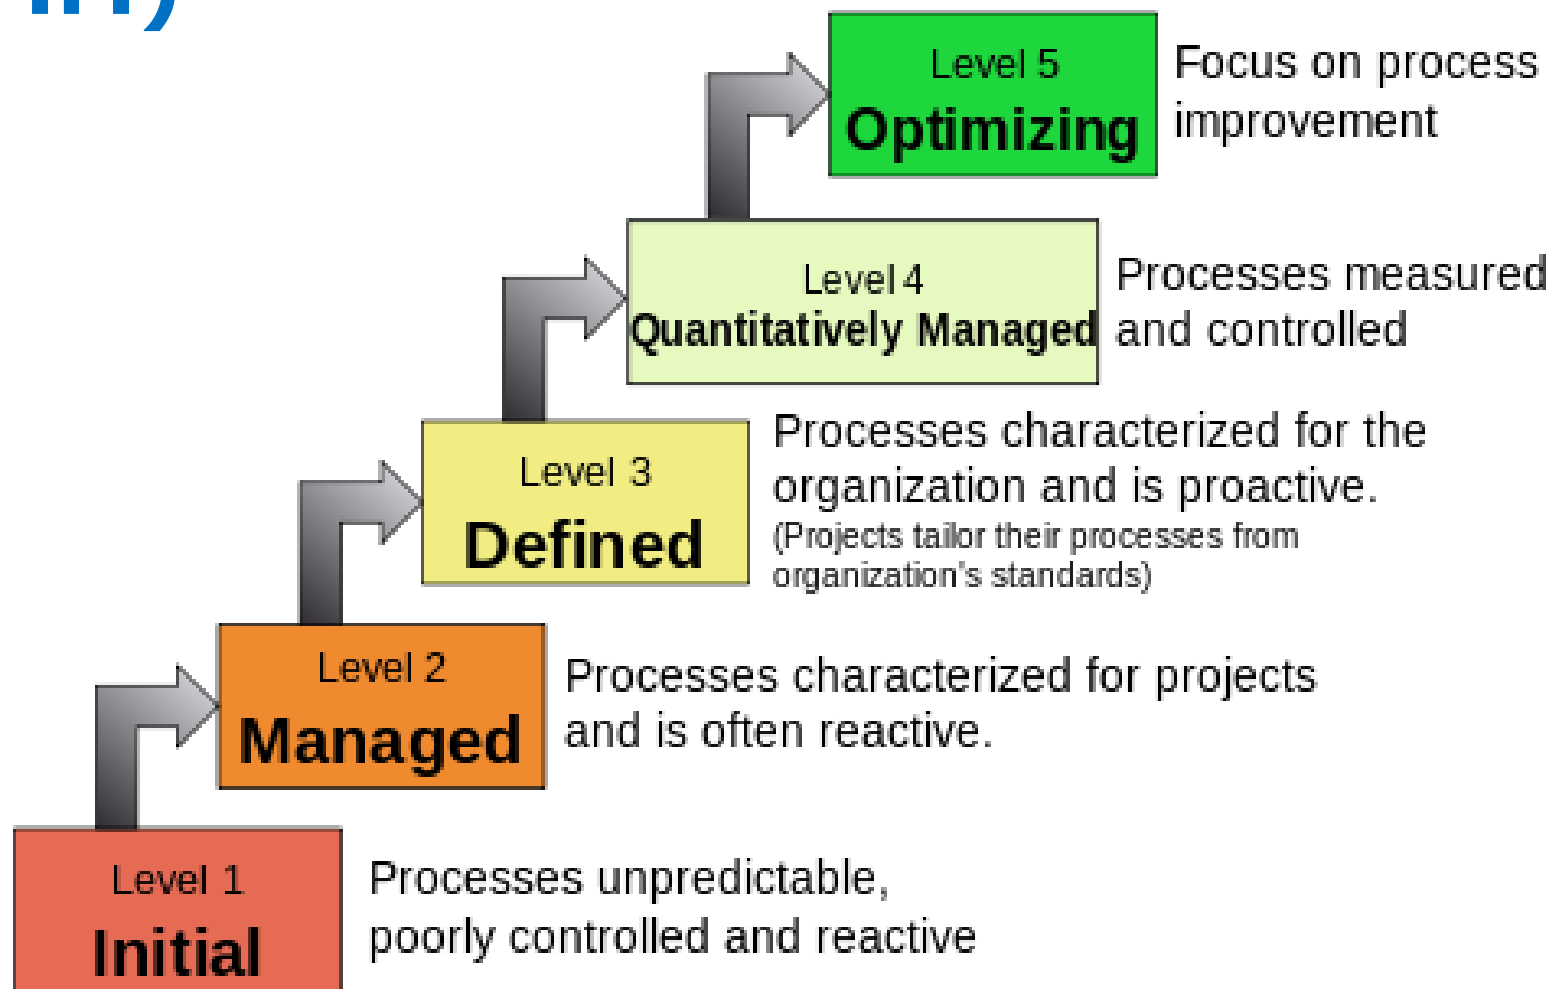 Level 5
Optimizing
Focus on process
improvement
Level 4
Quantitatively Managed
Processes measured
and controlled
Level 3
Defined
Processes characterized for the
organization and is proactive.
(Projects tailor their processes from
organization's standards)
Level 2
Managed
Processes characterized for projects
and is often reactive.
Level 1
Initial
Processes unpredictable,
poorly controlled and reactive